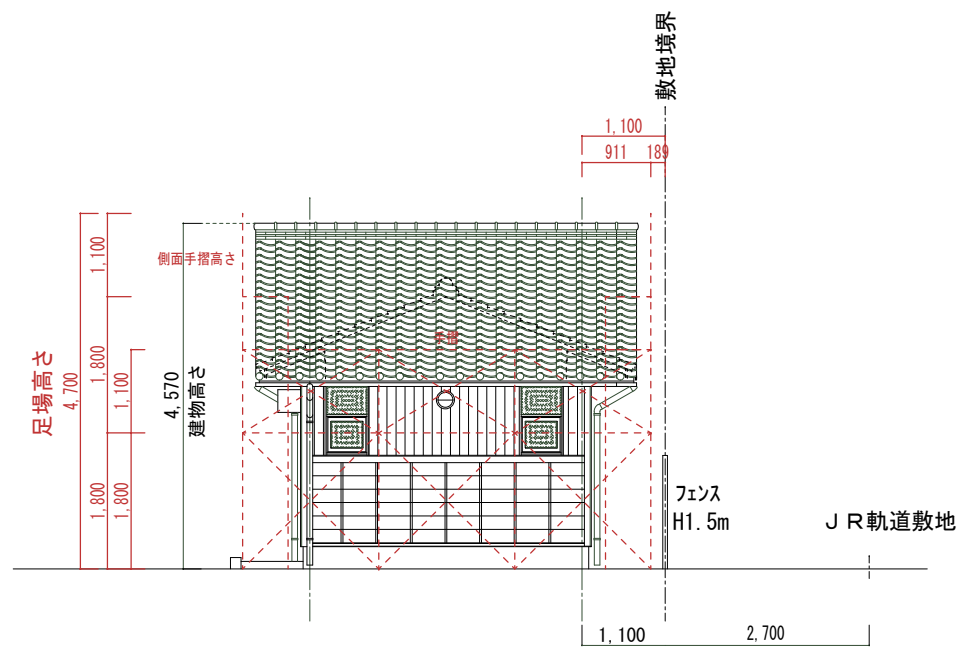 敷地境界
1,100
911
189
側面手摺高さ
手摺
足場高さ
4,700
1,100
1,800
1,800
1,100
1,800
4,570
建物高さ
フェンス
H1.5m
JR軌道敷地
1,100
2,700